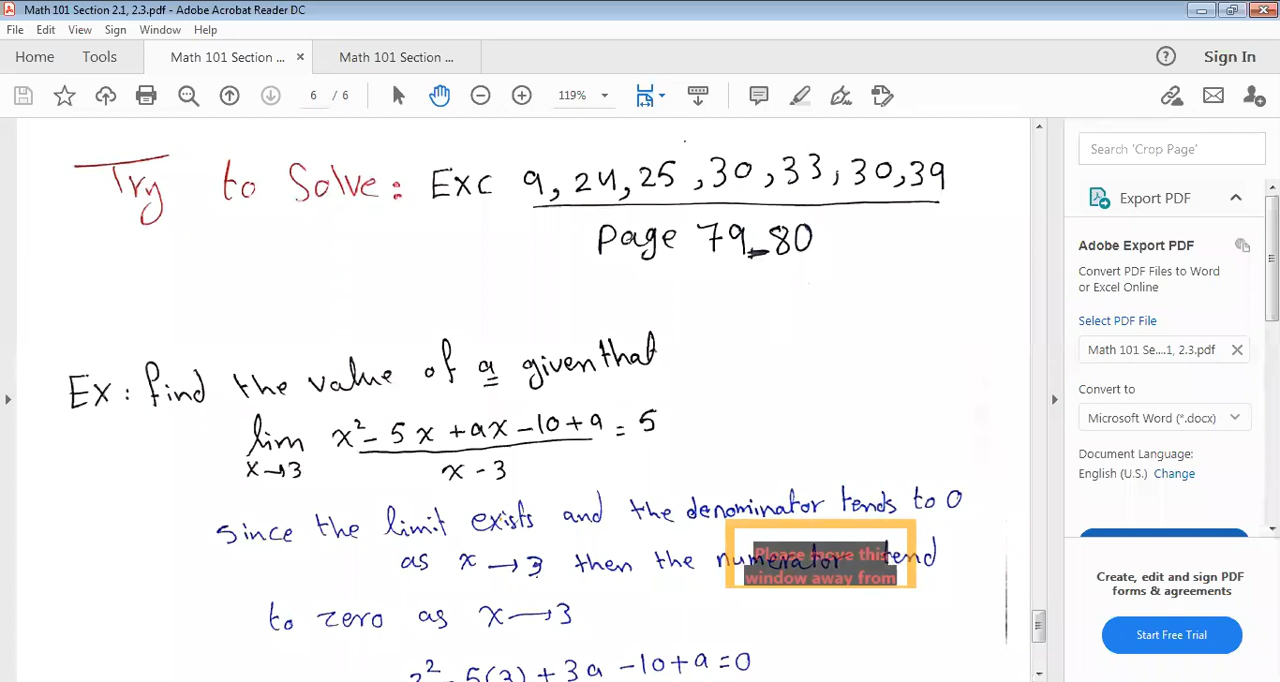 Math 101 Section 2.1, 2.3.pdf - Adobe Acrobat Reader DC
File Edit View Sign Window Help
Home Tools Math 101 Section ... × Math 101 Section ... Sign In
6 / 6 119%
Try to Solve: Exc 9, 24, 25, 30, 33, 30, 39
Page 79-80
Ex: find the value of a given that
lim x² - 5x + ax - 10 + a = 5
x→3 x - 3
since the limit exists and the denominator tends to 0
as x → 3 then the numerator tend
Please move this
window away from
to zero as x → 3
3² - 5(3) + 3a - 10 + a = 0
Search 'Crop Page'
Export PDF
Adobe Export PDF
Convert PDF Files to Word
or Excel Online
Select PDF File
Math 101 Se....1, 2.3.pdf
Convert to
Microsoft Word (*.docx)
Document Language:
English (U.S.) Change
Create, edit and sign PDF
forms & agreements
Start Free Trial